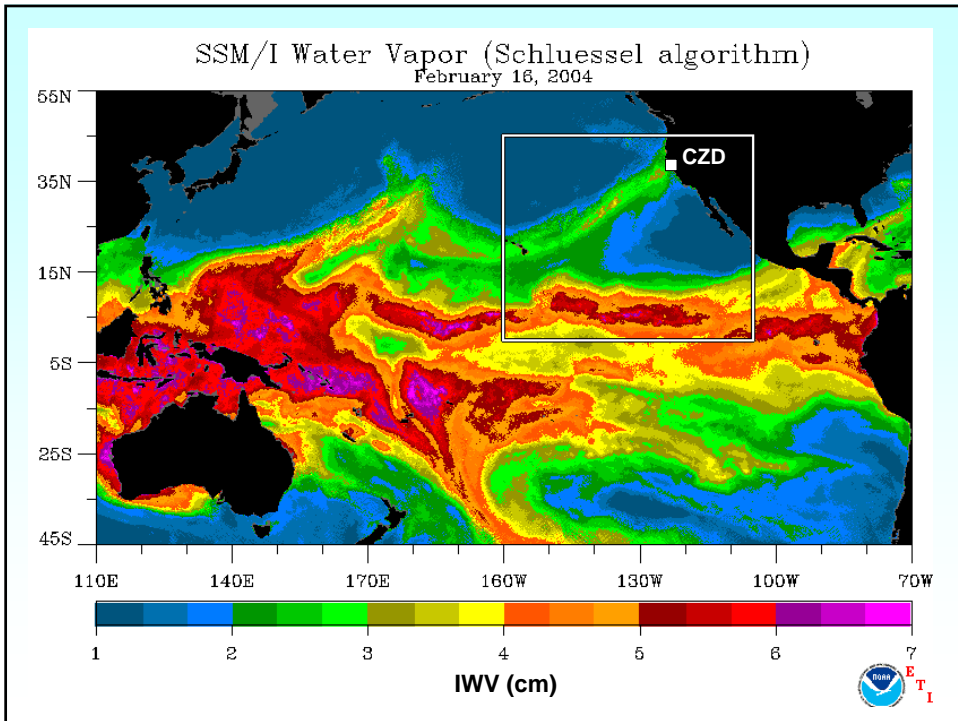 SSM/I Water Vapor (Schluessel algorithm)
February 16, 2004
55N
CZD
35N
15N
5S
25S
45S
110E 140E 170E 160W 130W 100W 70W
1 2 3 4 5 6 7
IWV (cm)
NOAA
E
T
L